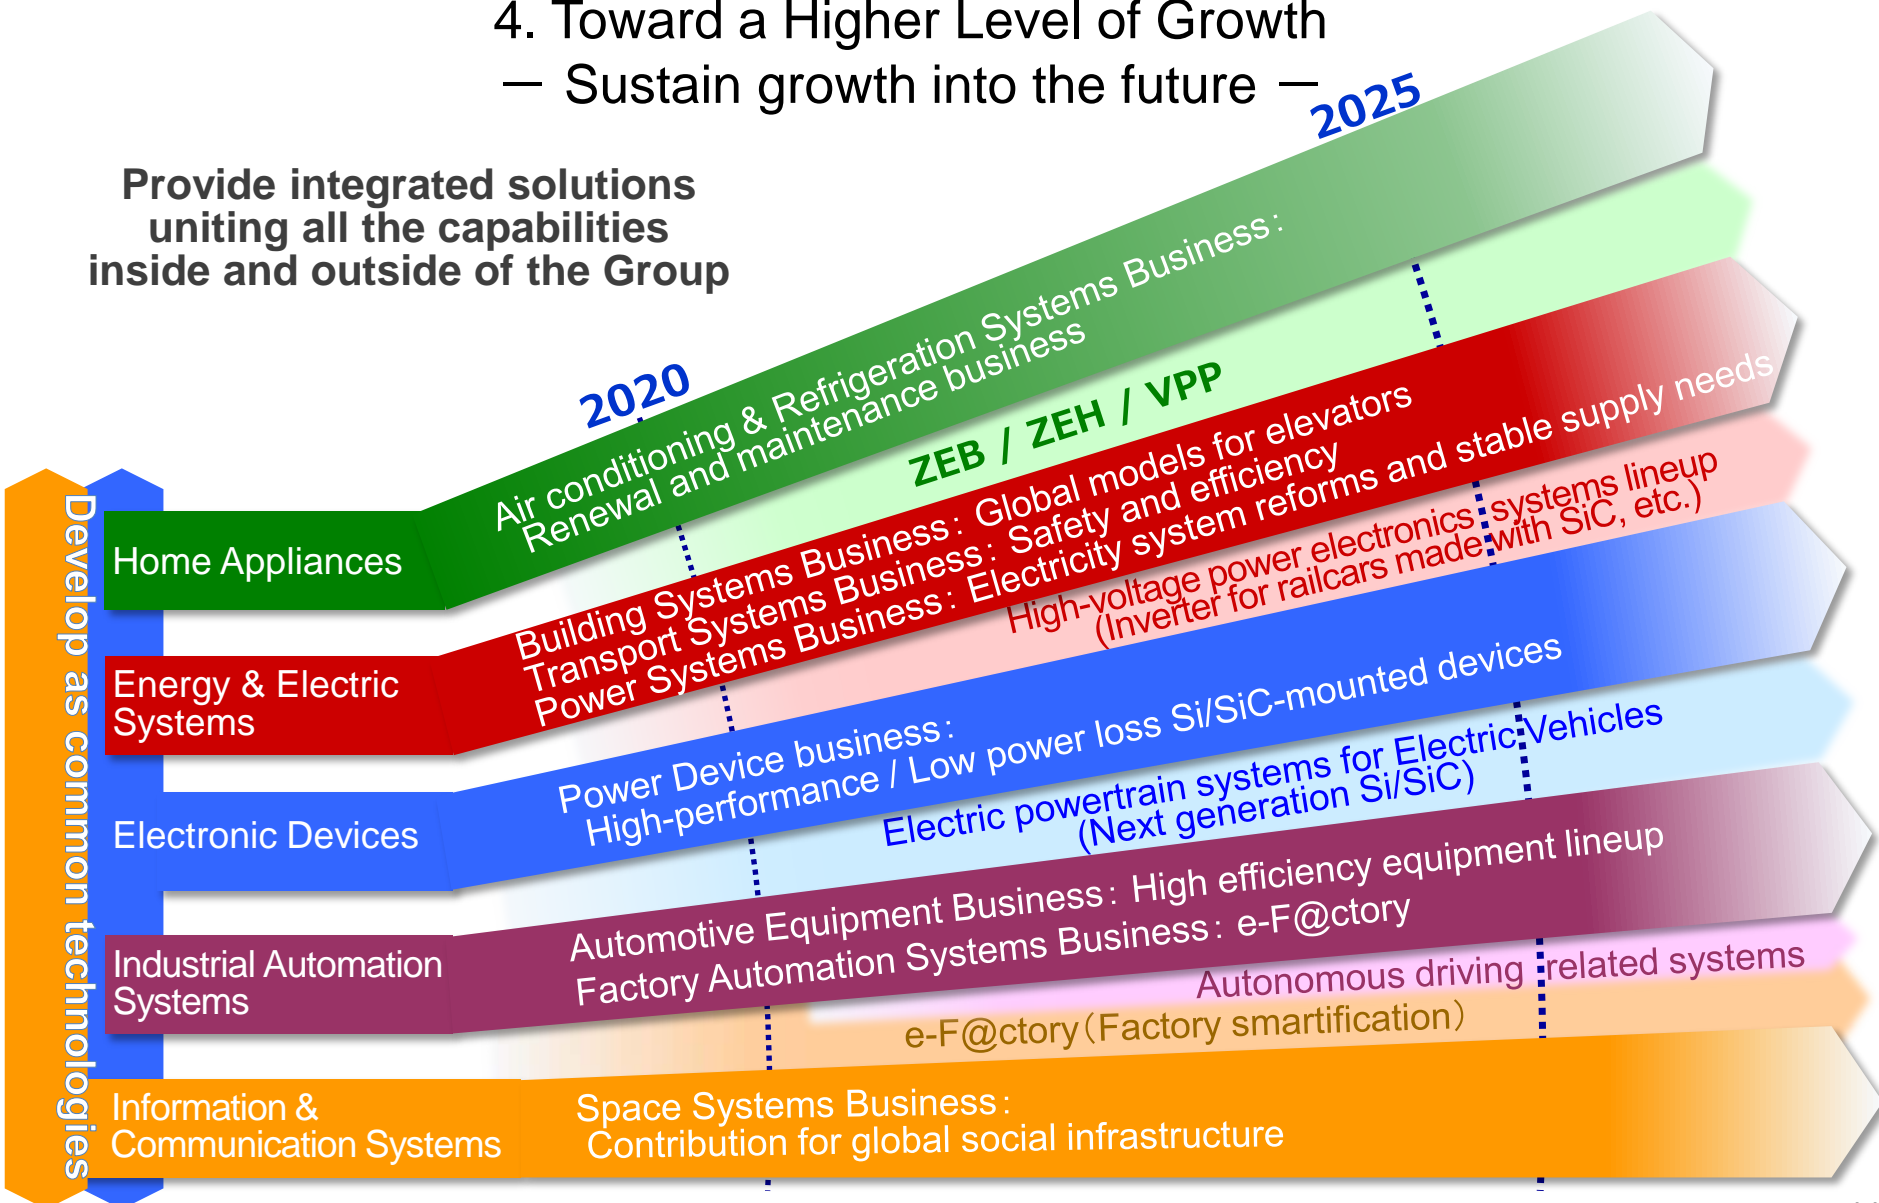 4. Toward a Higher Level of Growth
— Sustain growth into the future —
Provide integrated solutions
uniting all the capabilities
inside and outside of the Group
2020
2025
Develop as common technologies
Home Appliances
Air conditioning & Refrigeration Systems Business:
Renewal and maintenance business
ZEB / ZEH / VPP
Energy & Electric
Systems
Building Systems Business: Global models for elevators
Transport Systems Business: Safety and efficiency
Power Systems Business: Electricity system reforms and stable supply needs
High-voltage power electronics systems lineup
(Inverter for railcars made with SiC, etc.)
Electronic Devices
Power Device business:
High-performance / Low power loss Si/SiC-mounted devices
Electric powertrain systems for Electric Vehicles
(Next generation Si/SiC)
Industrial Automation
Systems
Automotive Equipment Business: High efficiency equipment lineup
Factory Automation Systems Business: e-F@ctory
Autonomous driving related systems
e-F@ctory（Factory smartification）
Information &
Communication Systems
Space Systems Business:
Contribution for global social infrastructure